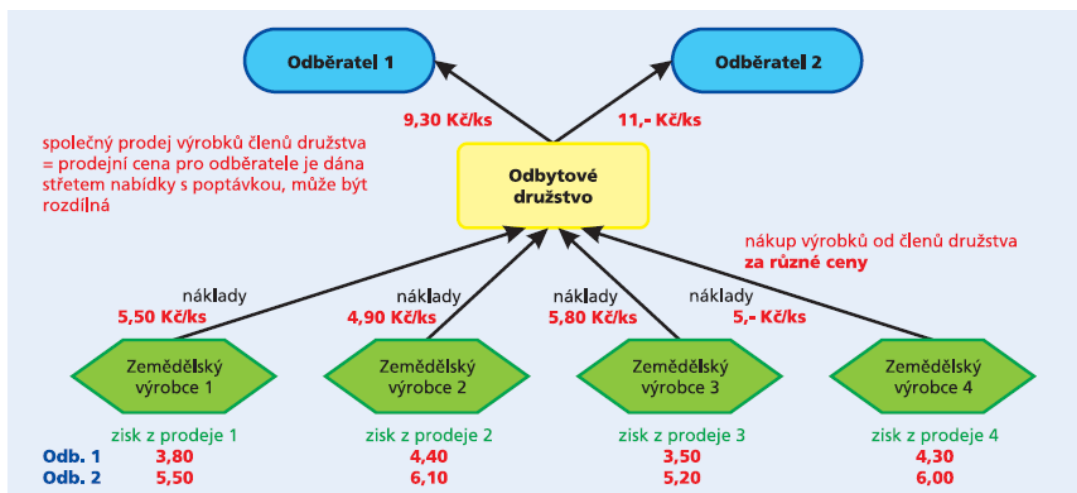 Odběratel 1
Odběratel 2
9,30 Kč/ks
11,- Kč/ks
společný prodej výrobků členů družstva
= prodejní cena pro odběratele je dána
střetem nabídky s poptávkou, může být
rozdílná
Odbytové
družstvo
nákup výrobků od členů družstva
za různé ceny
náklady
5,50 Kč/ks
náklady
4,90 Kč/ks
náklady
5,80 Kč/ks
náklady
5,- Kč/ks
Zemědělský
výrobce 1
Zemědělský
výrobce 2
Zemědělský
výrobce 3
Zemědělský
výrobce 4
zisk z prodeje 1 zisk z prodeje 2 zisk z prodeje 3 zisk z prodeje 4
Odb. 1 3,80 4,40 3,50 4,30
Odb. 2 5,50 6,10 5,20 6,00